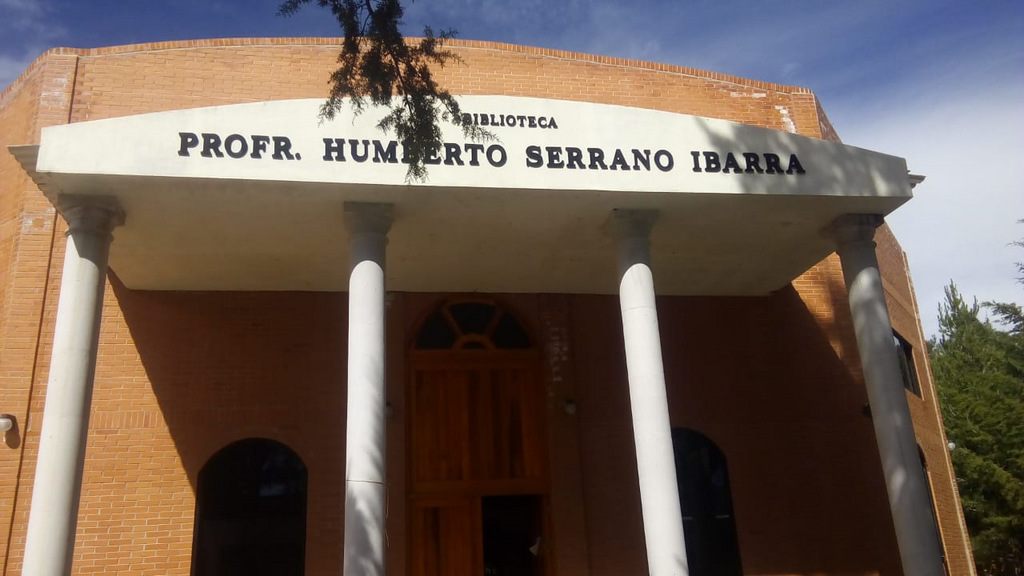 BIBLIOTECA
PROFR. HUMBERTO SERRANO IBARRA